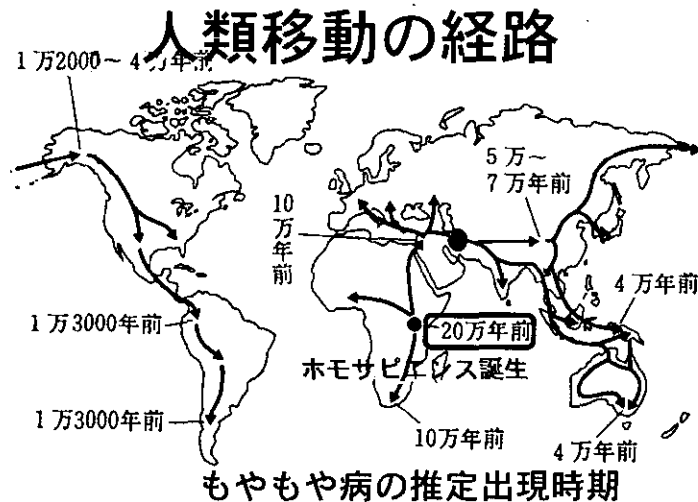 人類移動の経路
1万2000〜4万年前
5万〜
7万年前
10万年前
4万年前
1万3000年前
20万年前
ホモサピエンス誕生
1万3000年前
10万年前
4万年前
もやもや病の推定出現時期